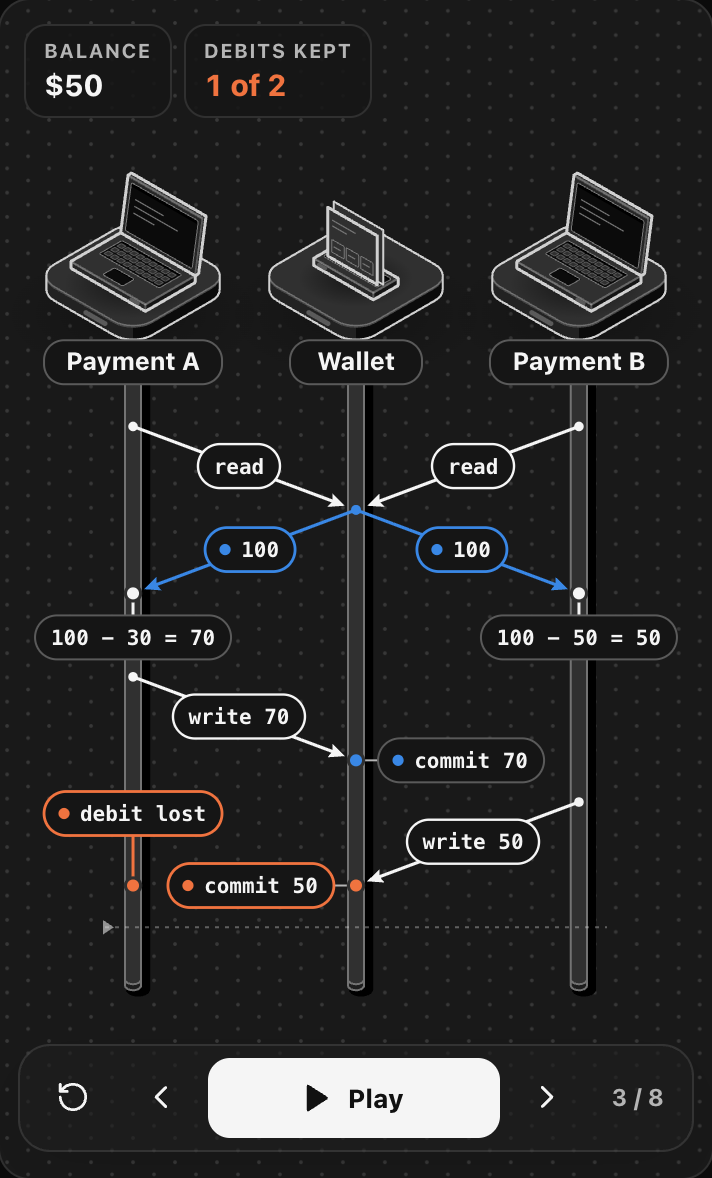 BALANCE
$50
DEBITS KEPT
1 of 2
Payment A
Wallet
Payment B
read
read
100
100
100 − 30 = 70
100 − 50 = 50
write 70
commit 70
debit lost
write 50
commit 50
Play
3 / 8